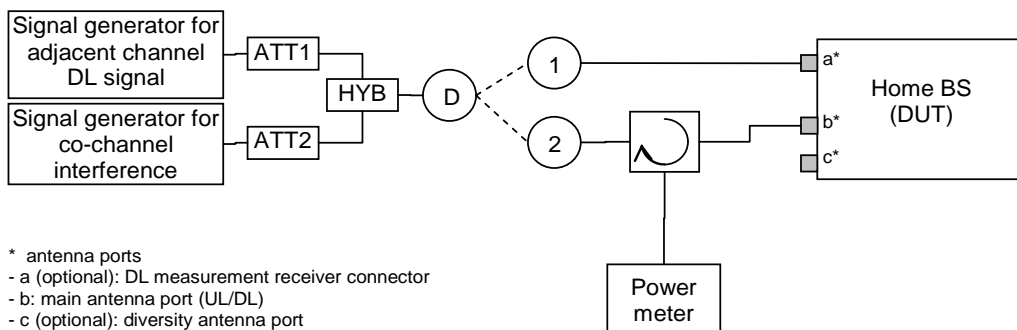 Signal generator for
adjacent channel
DL signal
ATT1
Signal generator for
co-channel
interference
ATT2
HYB
D
1
2
a*
b*
c*
Home BS
(DUT)
Power
meter
* antenna ports
- a (optional): DL measurement receiver connector
- b: main antenna port (UL/DL)
- c (optional): diversity antenna port